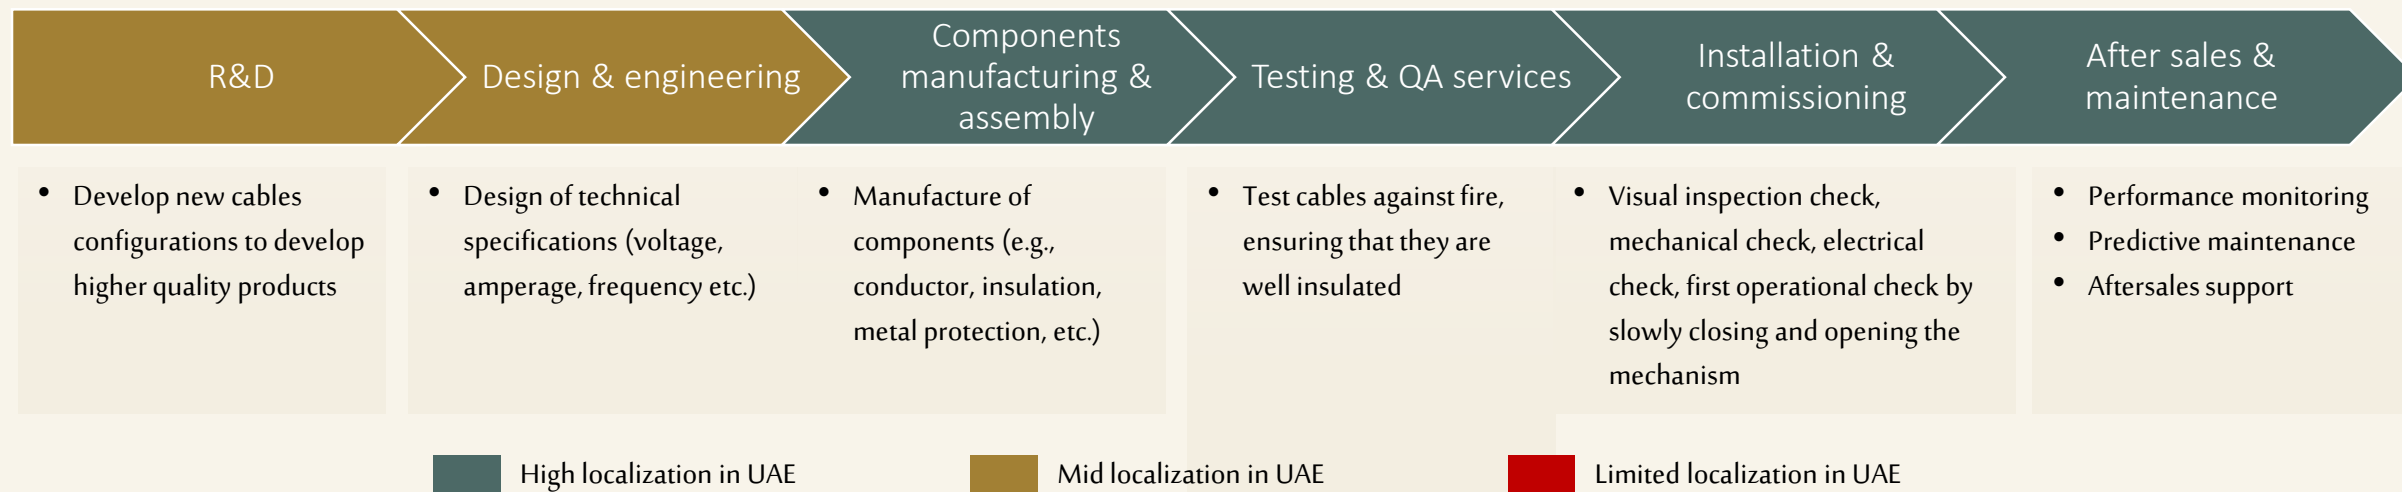 R&D
Design & engineering
Components
manufacturing &
assembly
Testing & QA services
Installation &
commissioning
After sales &
maintenance
• Develop new cables
configurations to develop
higher quality products
• Design of technical
specifications (voltage,
amperage, frequency etc.)
• Manufacture of
components (e.g.,
conductor, insulation,
metal protection, etc.)
• Test cables against fire,
ensuring that they are
well insulated
• Visual inspection check,
mechanical check, electrical
check, first operational check by
slowly closing and opening the
mechanism
• Performance monitoring
• Predictive maintenance
• Aftersales support
High localization in UAE
Mid localization in UAE
Limited localization in UAE